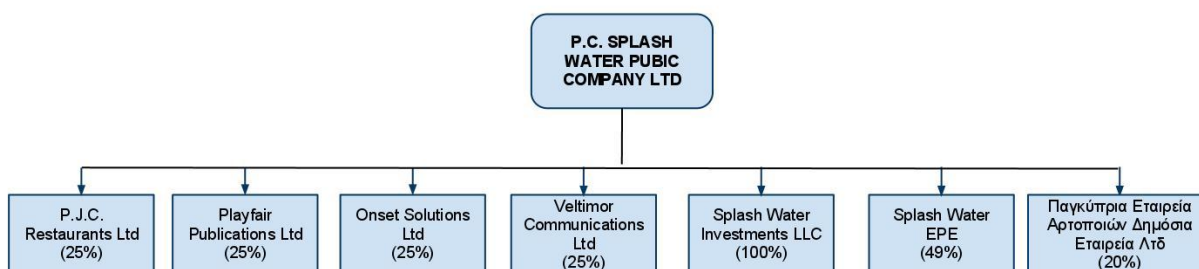 P.C. SPLASH
WATER PUBIC
COMPANY LTD
P.J.C.
Restaurants Ltd
(25%)
Playfair
Publications Ltd
(25%)
Onset Solutions
Ltd
(25%)
Veltimor
Communications
Ltd
(25%)
Splash Water
Investments LLC
(100%)
Splash Water
EPE
(49%)
Παγκύπρια Εταιρεία
Αρτοποιών Δημόσια
Εταιρεία Λτδ
(20%)